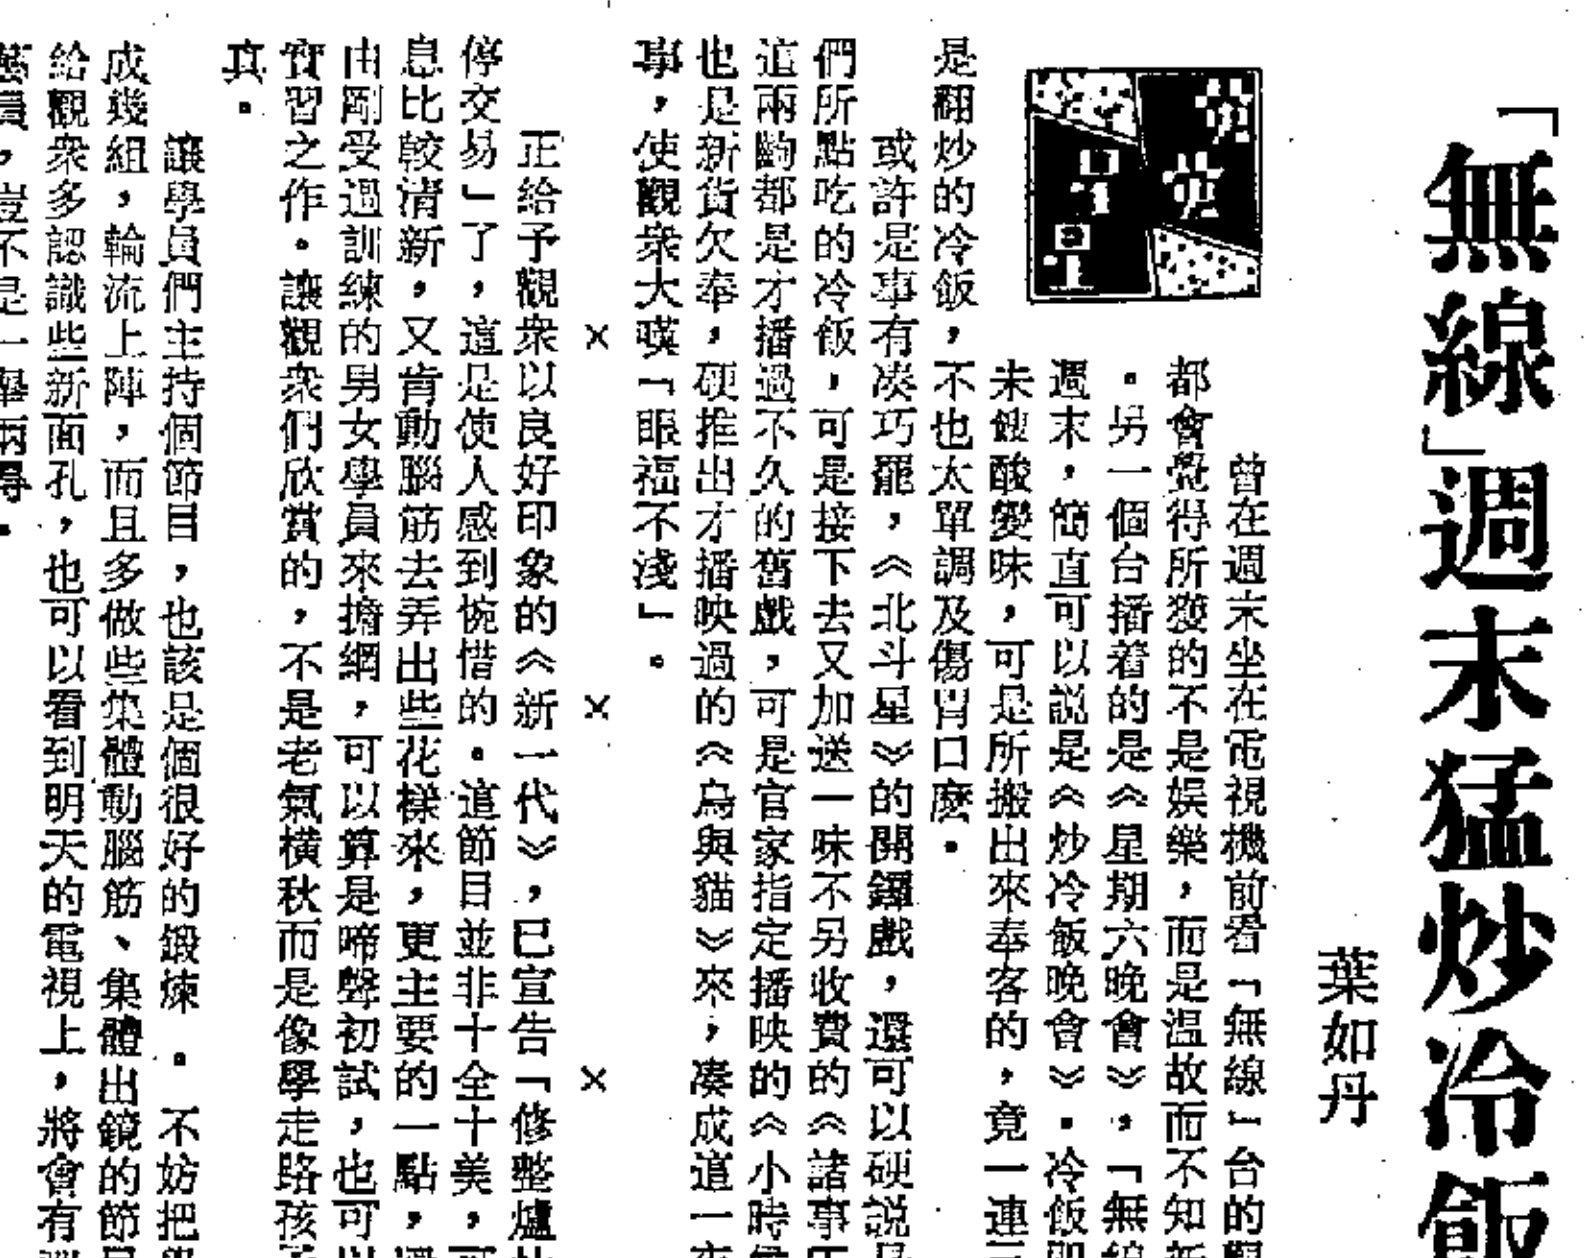 「無線」週末猛炒冷飯
葉如丹
曾在週末坐在電視機前看「無線」台的觀
都會覺得所獲的不是娛樂，而是温故而不知新
。另一個台播着的是《星期六晚會》，「無線
週末，簡直可以説是《炒冷飯晚會》。冷飯
未餿酸變味，可是所搬出來奉客的，竟一連
是翻炒的冷飯，不也太單調及傷胃口麽。
或許是事有凑巧罷，《北斗星》的開鑼戲，還可以硬説是
們所點吃的冷飯，可是接下去又加送一味不另收費的《諸事
這兩齣都是才播過不久的舊戲，可是官家指定播映的《小時
也是新貨欠奉，硬推出才播映過的《烏與貓》來，凑成這一
事，使觀衆大嘆「眼福不淺」。
×　×　×
正給予觀衆以良好印象的《新一代》，已宣告「修整爐
停交易」了，這是使人感到惋惜的。這節目並非十全十美，
息比較清新，又肯動腦筋去弄出些花樣來，更主要的一點，
由剛受過訓練的男女學員來擔綱，可以算是啼聲初試，也可
實習之作。讓觀衆們欣賞的，不是老氣橫秋而是像學走路孩
真。
讓學員們主持個節目，也該是個很好的鍛煉。不妨把
成幾組，輪流上陣，而且多做些集體動腦筋、集體出鏡的節
給觀衆多認識些新面孔，也可以看到明天的電視上，將會有
藝員，豈不是一舉兩得。